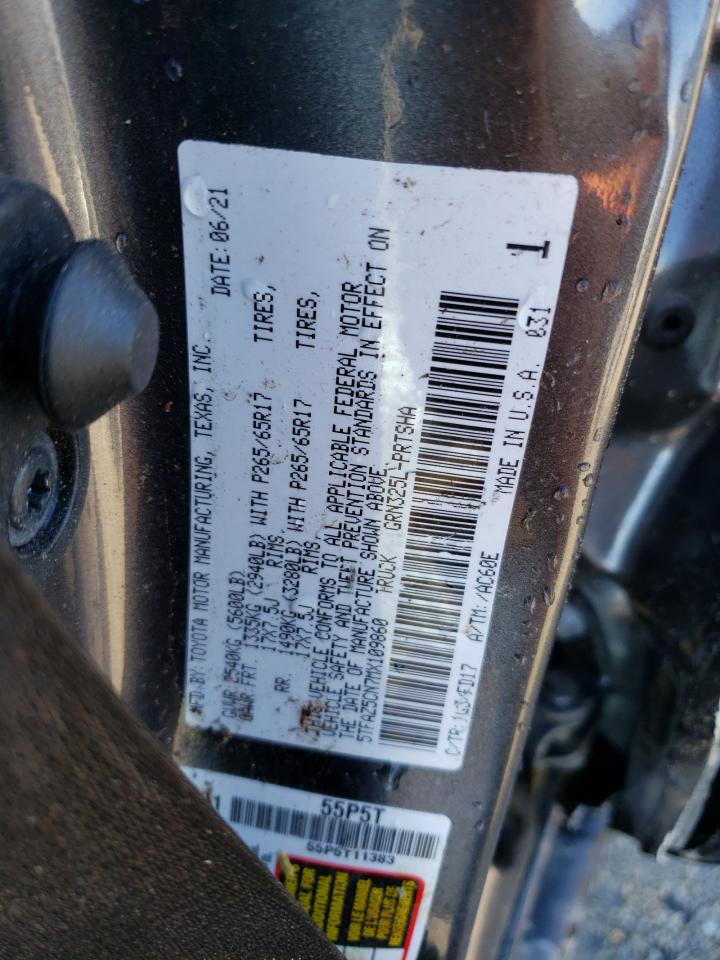 MFD.BY: TOYOTA MOTOR MANUFACTURING, TEXAS, INC. DATE: 06/21
GVWR 2540KG (5600LB)
GAWR FRT. 1335KG (2940LB) WITH P265/65R17 TIRES,
17X7.5J RIMS
RR. 1490KG (3280LB) WITH P265/65R17 TIRES,
17X7.5J RIMS
THIS VEHICLE CONFORMS TO ALL APPLICABLE FEDERAL MOTOR
VEHICLE SAFETY AND THEFT PREVENTION STANDARDS IN EFFECT ON
THE DATE OF MANUFACTURE SHOWN ABOVE.
TRUCK GRN325L-PRTSHA
C/TR: 1G3/FD17 A/TM: /AC60E MADE IN U.S.A. 031
1
55P5T
55P5T11383